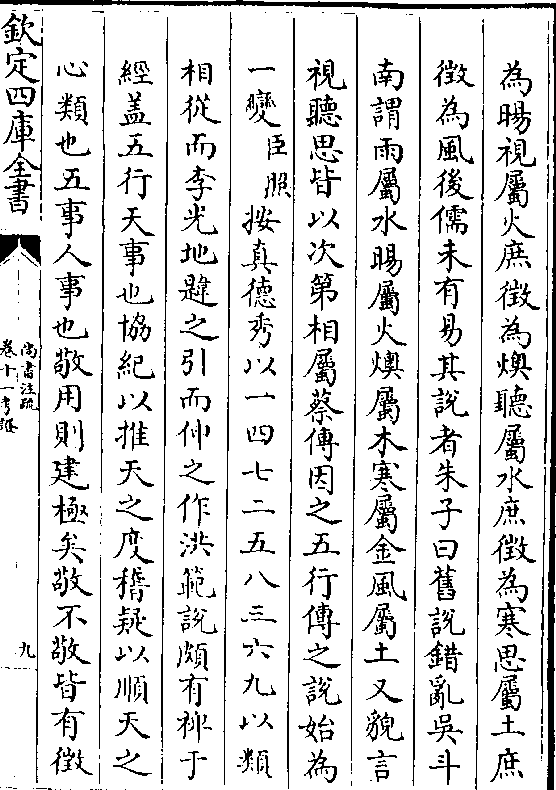 為暘視屬火庶徵為燠聽屬水庶徵為寒思屬土庶
徵為風後儒未有易其說者朱子曰舊說錯亂吳斗
南謂雨屬水暘屬火燠屬木寒屬金風屬土又貌言
視聽思皆以次第相屬蔡傳因之五行傳之說始為
一變臣照按真德秀以一四七二五八三六九以類
相從而李光地韙之引而伸之作洪範說頗有裨于
經盖五行天事也協紀以推天之度稽疑以順天之
心類也五事人事也敬用則建極矣敬不敬皆有徵
欽定四庫全書
尚書注疏
卷十一考證
九